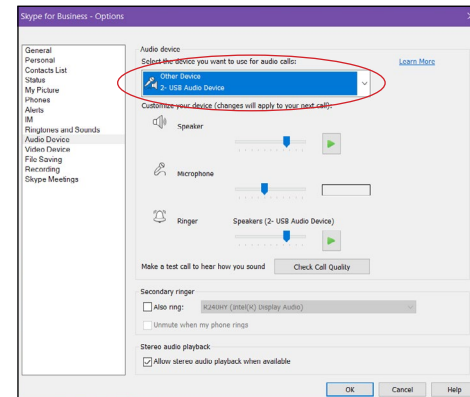 Skype for Business - Options
General
Personal
Contacts List
Status
My Picture
Phones
Alerts
IM
Ringtones and Sounds
Audio Device
Video Device
File Saving
Recording
Skype Meetings
Audio device
Select the device you want to use for audio calls:
Learn More
Other Device
2- USB Audio Device
Customize your device (changes will apply to your next call):
Speaker
Microphone
Ringer
Speakers (2- USB Audio Device)
Make a test call to hear how you sound
Check Call Quality
Secondary ringer
Also ring:
R240HY (Intel(R) Display Audio)
Unmute when my phone rings
Stereo audio playback
Allow stereo audio playback when available
OK
Cancel
Help